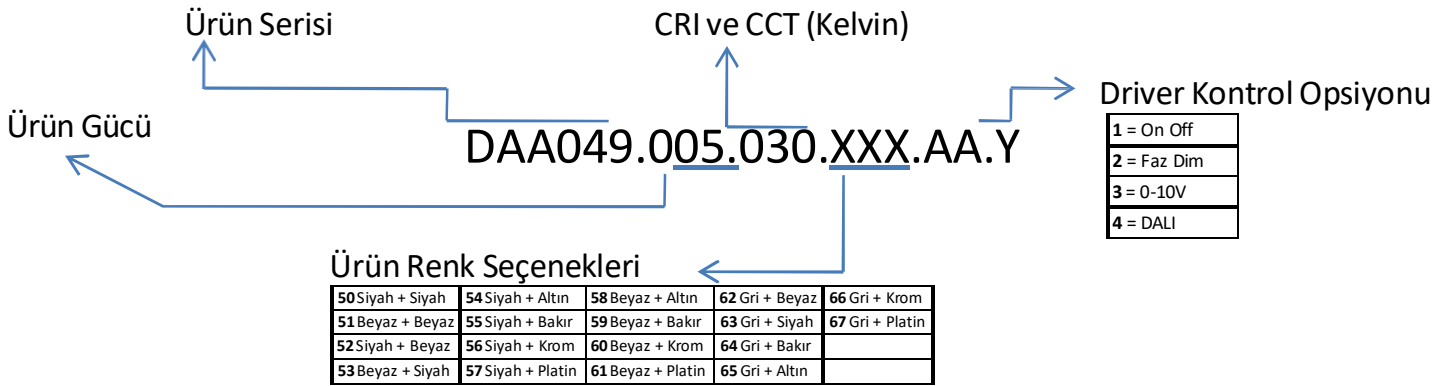 Ürün Serisi
CRI ve CCT (Kelvin)
Driver Kontrol Opsiyonu
Ürün Gücü
DAA049.005.030.XXX.AA.Y
1 = On Off
2 = Faz Dim
3 = 0-10V
4 = DALI
Ürün Renk Seçenekleri
50 Siyah + Siyah 54 Siyah + Altın 58 Beyaz + Altın 62 Gri + Beyaz 66 Gri + Krom
51 Beyaz + Beyaz 55 Siyah + Bakır 59 Beyaz + Bakır 63 Gri + Siyah 67 Gri + Platin
52 Siyah + Beyaz 56 Siyah + Krom 60 Beyaz + Krom 64 Gri + Bakır
53 Beyaz + Siyah 57 Siyah + Platin 61 Beyaz + Platin 65 Gri + Altın